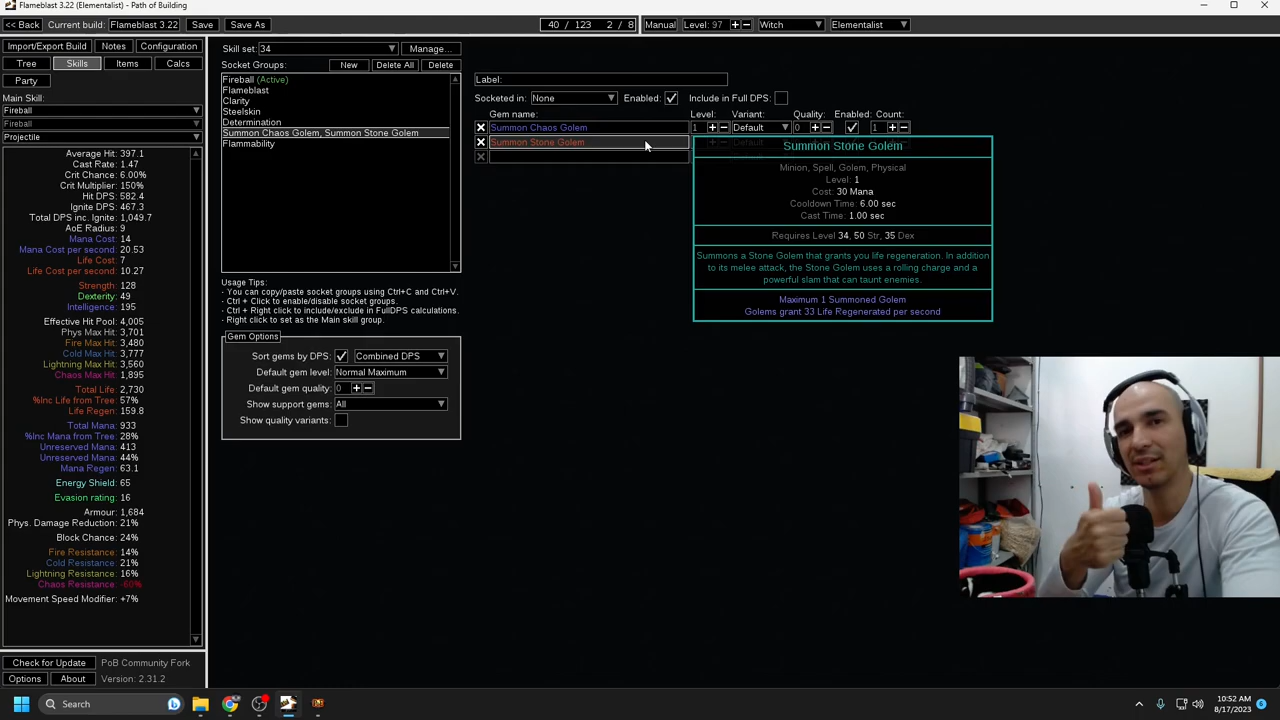 Flameblast 3.22 (Elementalist) - Path of Building
<< Back Current build: Flameblast 3.22 Save Save As 40 / 123 2 / 8 Manual Level: 97 + − Witch Elementalist
Import/Export Build Notes Configuration
Tree Skills Items Calcs
Party
Main Skill:
Fireball
Fireball
Projectile
Average Hit: 397.1
Cast Rate: 1.47
Crit Chance: 6.00%
Crit Multiplier: 150%
Hit DPS: 582.4
Ignite DPS: 467.3
Total DPS inc. Ignite: 1,049.7
AoE Radius: 9
Mana Cost: 14
Mana Cost per second: 20.53
Life Cost: 7
Life Cost per second: 10.27
Strength: 128
Dexterity: 49
Intelligence: 195
Effective Hit Pool: 4,005
Phys Max Hit: 3,701
Fire Max Hit: 3,480
Cold Max Hit: 3,777
Lightning Max Hit: 3,560
Chaos Max Hit: 1,895
Total Life: 2,730
%Inc Life from Tree: 57%
Life Regen: 159.8
Total Mana: 933
%Inc Mana from Tree: 28%
Unreserved Mana: 413
Unreserved Mana: 44%
Mana Regen: 63.1
Energy Shield: 65
Evasion rating: 16
Armour: 1,684
Phys. Damage Reduction: 21%
Block Chance: 24%
Fire Resistance: 14%
Cold Resistance: 21%
Lightning Resistance: 16%
Chaos Resistance: -60%
Movement Speed Modifier: +7%
Check for Update PoB Community Fork
Options About Version: 2.31.2
Skill set: 34 Manage...
Socket Groups: New Delete All Delete
Fireball (Active)
Flameblast
Clarity
Steelskin
Determination
Summon Chaos Golem, Summon Stone Golem
Flammability
Usage Tips:
- You can copy/paste socket groups using Ctrl+C and Ctrl+V.
- Ctrl + Click to enable/disable socket groups.
- Ctrl + Right click to include/exclude in FullDPS calculations.
- Right click to set as the Main skill group.
Gem Options
Sort gems by DPS: Combined DPS
Default gem level: Normal Maximum
Default gem quality: 0 + −
Show support gems: All
Show quality variants:
Label:
Socketed in: None Enabled: Include in Full DPS:
Gem name: Level: Variant: Quality: Enabled: Count:
Summon Chaos Golem 1 + − Default 0 + − 1 + −
Summon Stone Golem
Summon Stone Golem
Minion, Spell, Golem, Physical
Level: 1
Cost: 30 Mana
Cooldown Time: 6.00 sec
Cast Time: 1.00 sec
Requires Level 34, 50 Str, 35 Dex
Summons a Stone Golem that grants you life regeneration. In addition
to its melee attack, the Stone Golem uses a rolling charge and a
powerful slam that can taunt enemies.
Maximum 1 Summoned Golem
Golems grant 33 Life Regenerated per second
Search
10:52 AM
8/17/2023